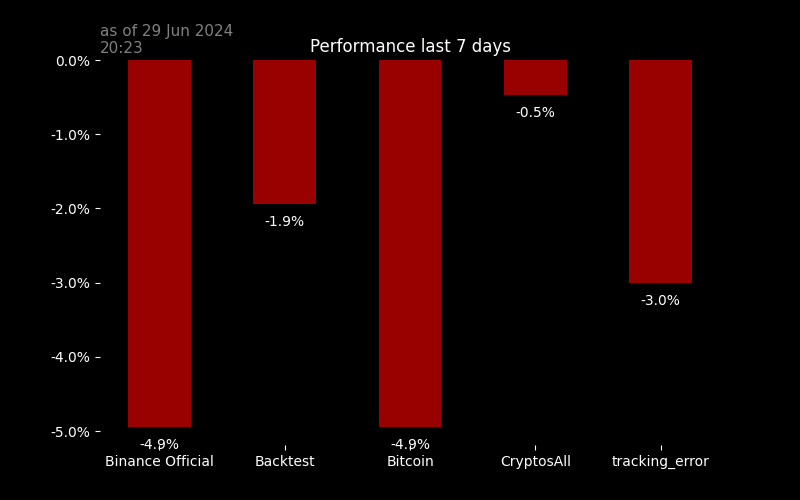 as of 29 Jun 2024
20:23
Performance last 7 days
0.0%
-1.0%
-2.0%
-3.0%
-4.0%
-5.0%
-4.9%
-1.9%
-4.9%
-0.5%
-3.0%
Binance Official
Backtest
Bitcoin
CryptosAll
tracking_error